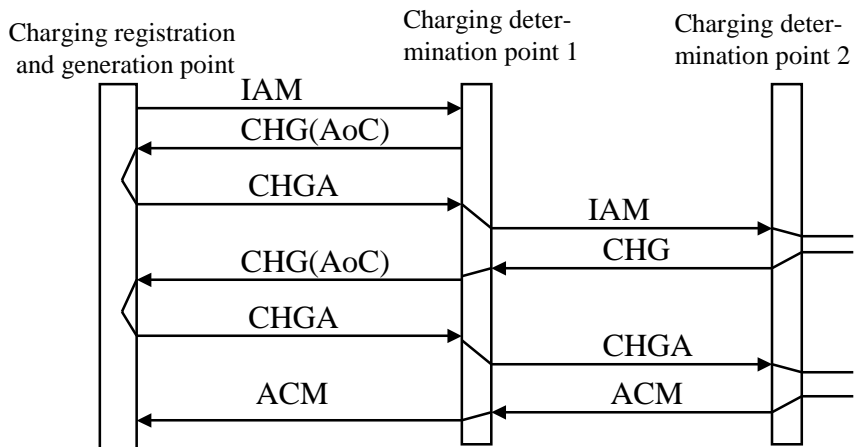 Charging registration
and generation point
Charging deter-
mination point 1
Charging deter-
mination point 2
IAM
CHG(AoC)
CHGA
IAM
CHG(AoC)
CHG
CHGA
CHGA
ACM
ACM